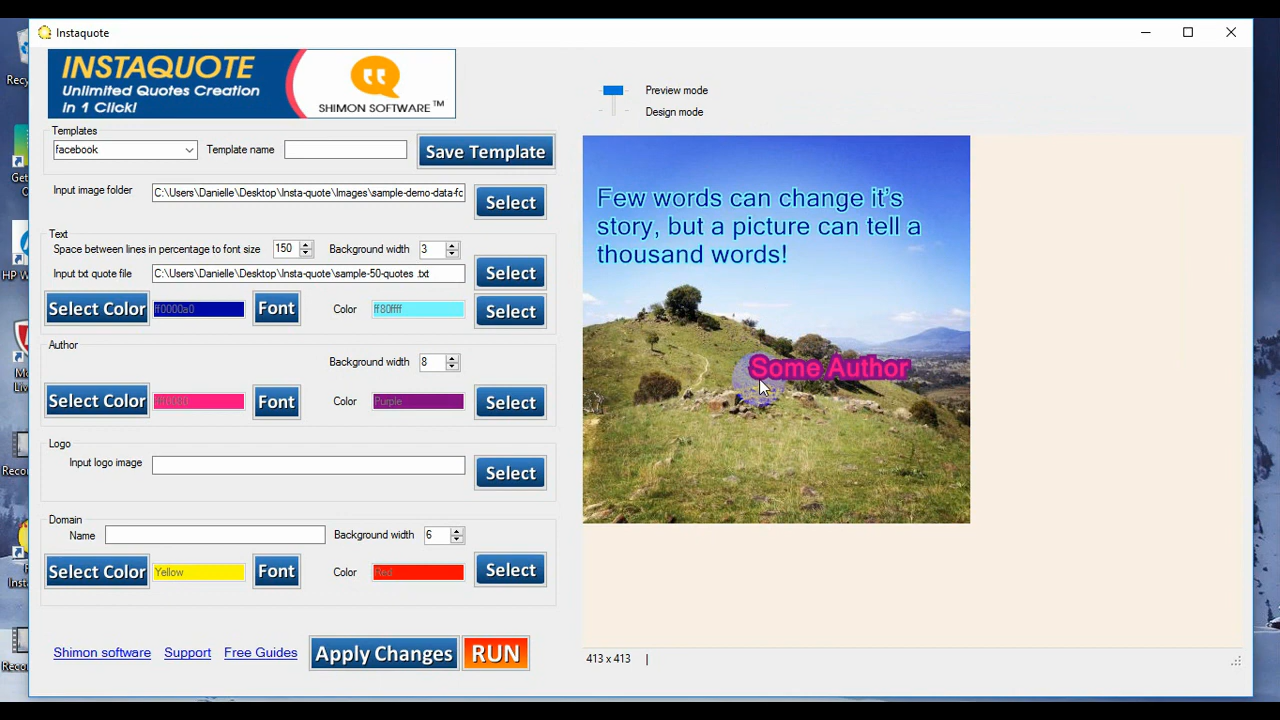 Instaquote
INSTAQUOTE
Unlimited Quotes Creation
in 1 Click!
SHIMON SOFTWARE™
Preview mode
Design mode
Templates
facebook
Template name
Save Template
Input image folder
C:\Users\Danielle\Desktop\Insta-quote\Images\sample-demo-data-fo
Select
Text
Space between lines in percentage to font size
150
Background width
3
Input txt quote file
C:\Users\Danielle\Desktop\Insta-quote\sample-50-quotes .txt
Select
Select Color
ff0000a0
Font
Color
ff80ffff
Select
Author
Background width
8
Select Color
Font
Color
Purple
Select
Logo
Input logo image
Select
Domain
Name
Background width
6
Select Color
Yellow
Font
Color
Red
Select
Shimon software
Support
Free Guides
Apply Changes
RUN
Few words can change it's
story, but a picture can tell a
thousand words!
Some Author
413 x 413 |
Recy
Get
HP W